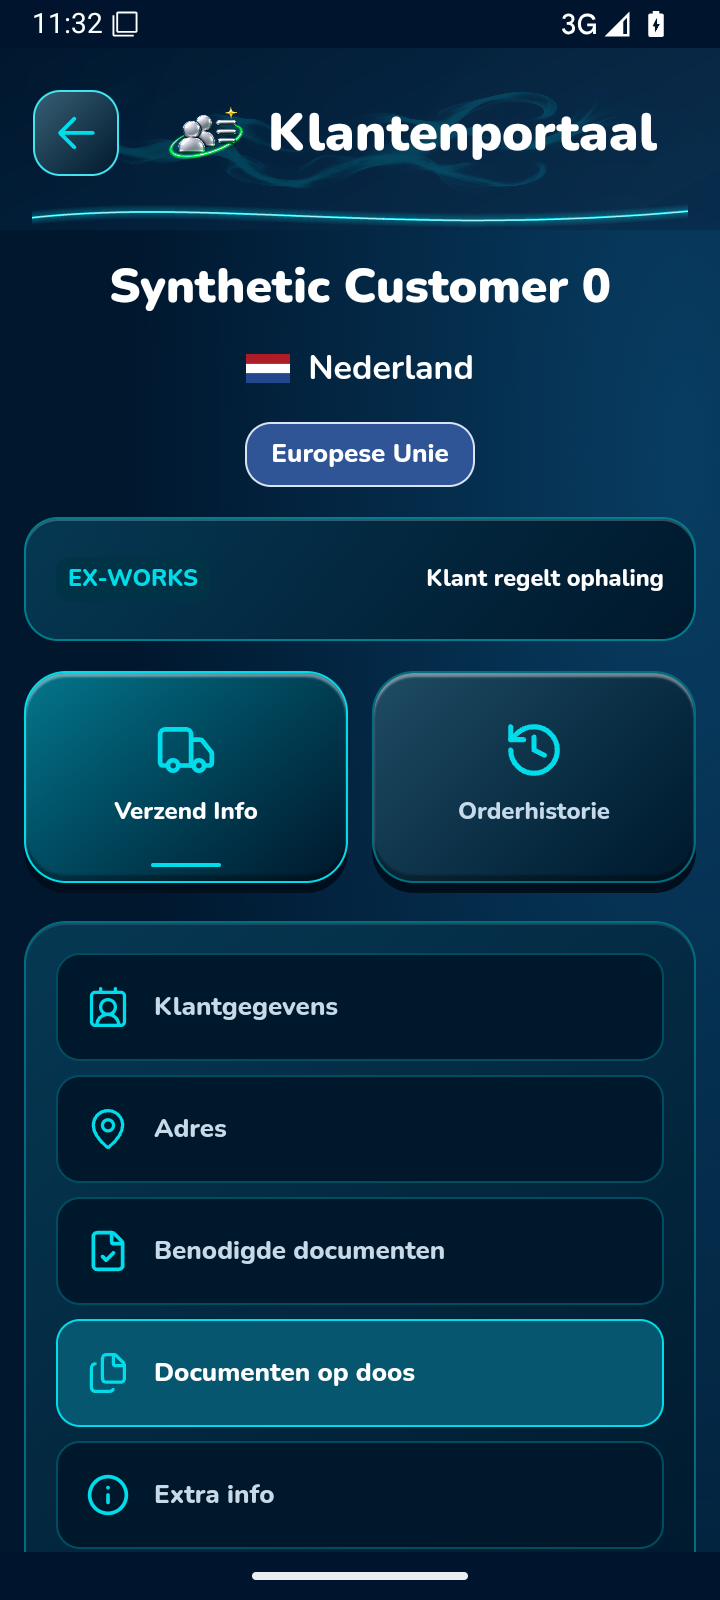 11:32
3G
Klantenportaal
Synthetic Customer 0
Nederland
Europese Unie
EX-WORKS
Klant regelt ophaling
Verzend Info
Orderhistorie
Klantgegevens
Adres
Benodigde documenten
Documenten op doos
Extra info